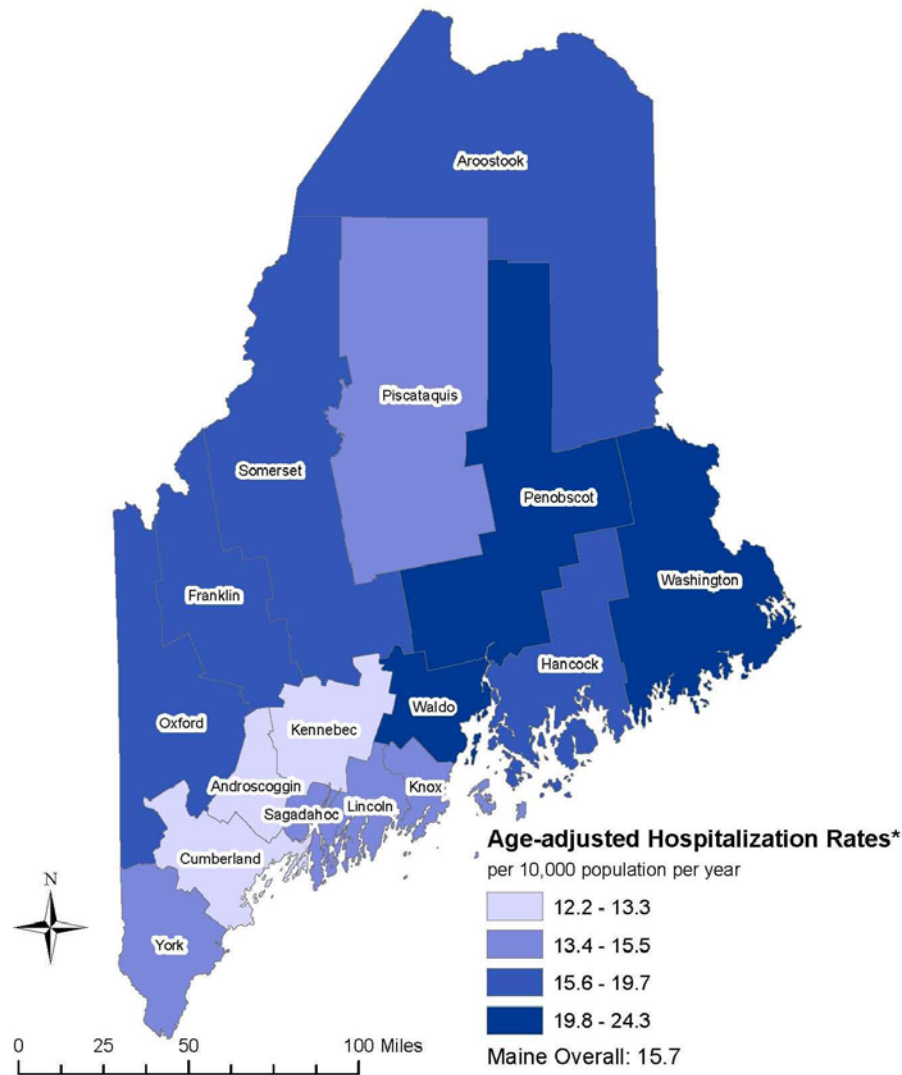 Aroostook
Piscataquis
Somerset
Penobscot
Washington
Franklin
Hancock
Waldo
Oxford
Kennebec
Androscoggin
Knox
Lincoln
Sagadahoc
Cumberland
York
N
Age-adjusted Hospitalization Rates*
per 10,000 population per year
12.2 - 13.3
13.4 - 15.5
15.6 - 19.7
19.8 - 24.3
Maine Overall: 15.7
0 25 50 100 Miles